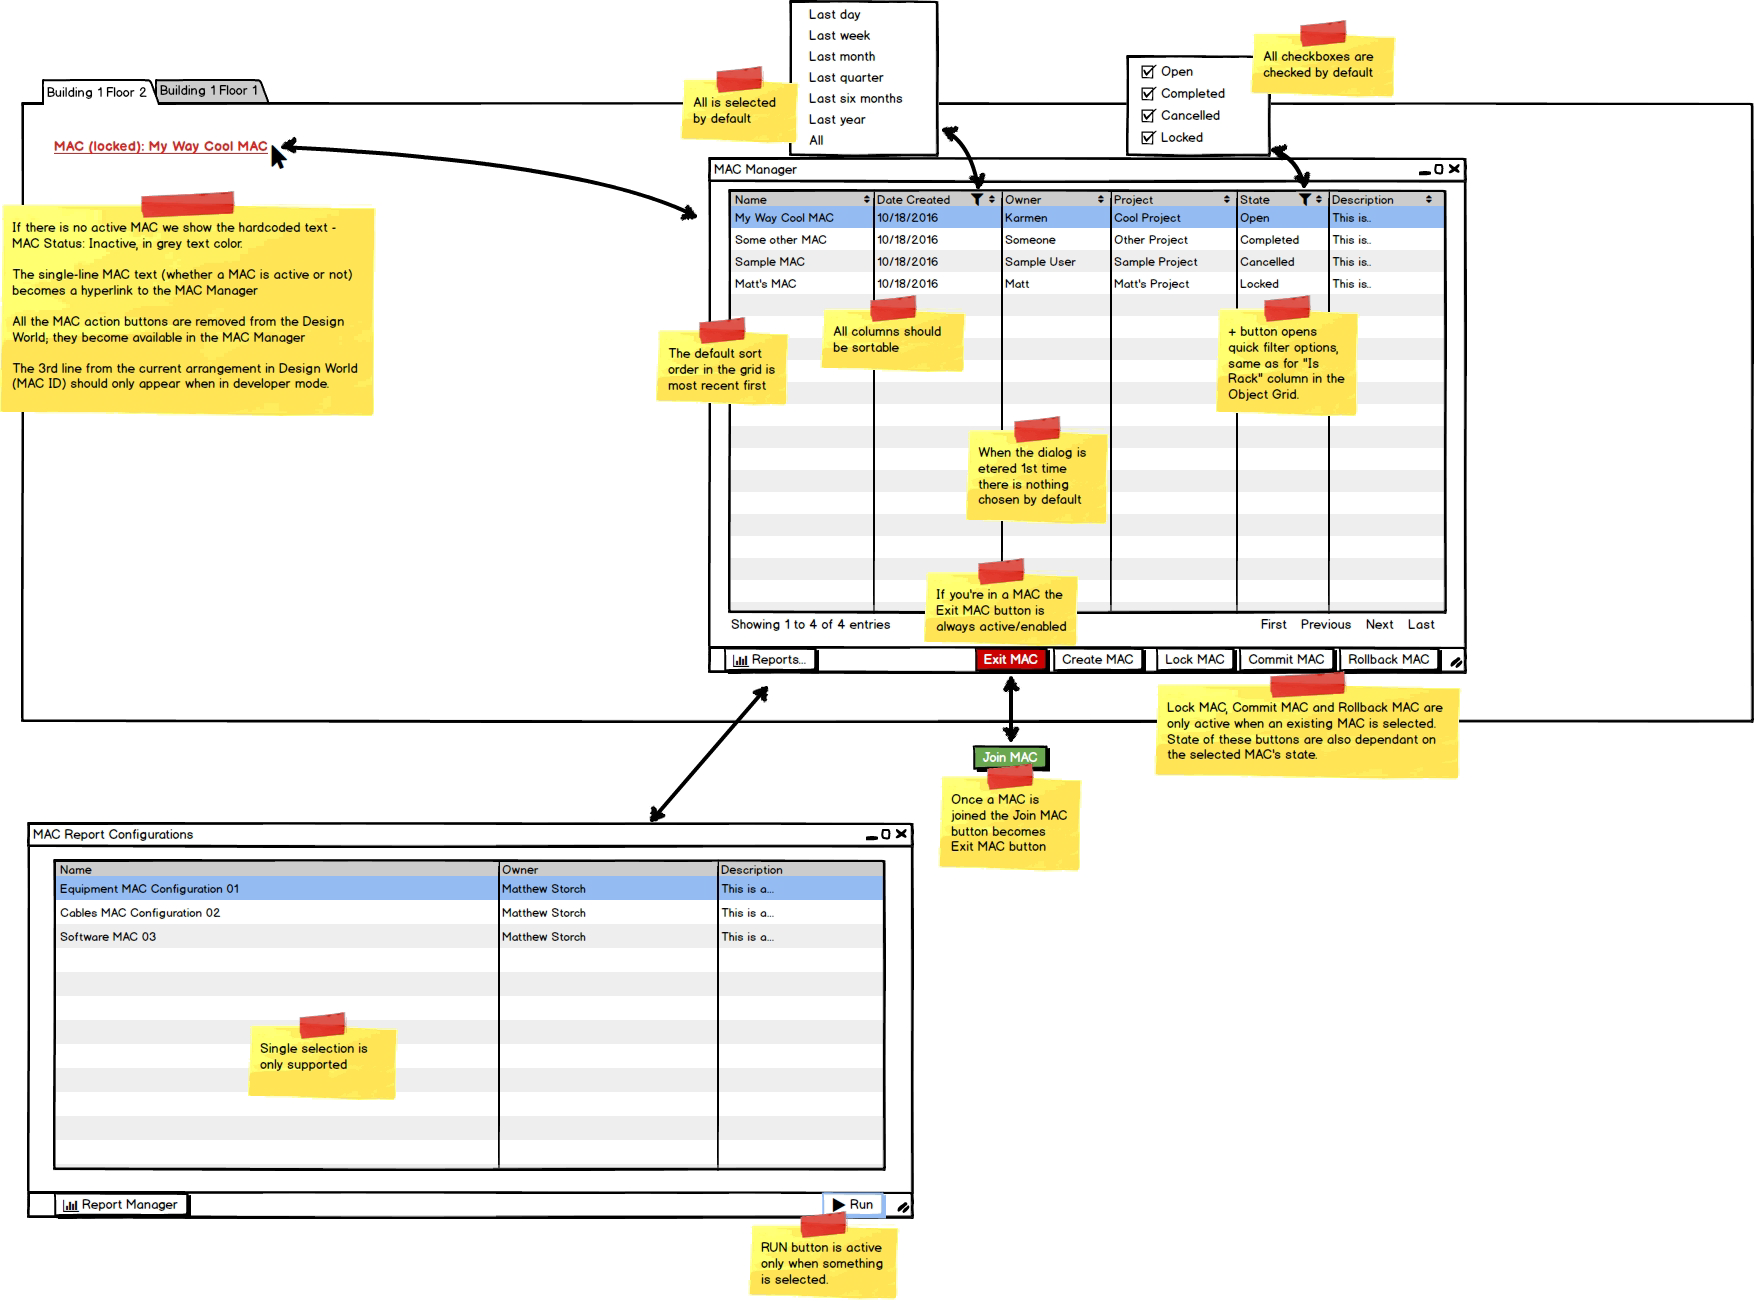 Last day
Last week
Last month
Last quarter
Last six months
Last year
All
All is selected
by default
Open
Completed
Cancelled
Locked
All checkboxes are
checked by default
Building 1 Floor 2
Building 1 Floor 1
MAC (locked): My Way Cool MAC
If there is no active MAC we show the hardcoded text -
MAC Status: Inactive, in grey text color.
The single-line MAC text (whether a MAC is active or not)
becomes a hyperlink to the MAC Manager
All the MAC action buttons are removed from the Design
World; they become available in the MAC Manager
The 3rd line from the current arrangement in Design World
(MAC ID) should only appear when in developer mode.
MAC Manager
Name Date Created Owner Project State Description
My Way Cool MAC 10/18/2016 Karmen Cool Project Open This is..
Some other MAC 10/18/2016 Someone Other Project Completed This is..
Sample MAC 10/18/2016 Sample User Sample Project Cancelled This is..
Matt's MAC 10/18/2016 Matt Matt's Project Locked This is..
The default sort
order in the grid is
most recent first
All columns should
be sortable
+ button opens
quick filter options,
same as for "Is
Rack" column in the
Object Grid.
When the dialog is
etered 1st time
there is nothing
chosen by default
If you're in a MAC the
Exit MAC button is
always active/enabled
Showing 1 to 4 of 4 entries
First Previous Next Last
Reports... Exit MAC Create MAC Lock MAC Commit MAC Rollback MAC
Lock MAC, Commit MAC and Rollback MAC are
only active when an existing MAC is selected.
State of these buttons are also dependant on
the selected MAC's state.
Join MAC
Once a MAC is
joined the Join MAC
button becomes
Exit MAC button
MAC Report Configurations
Name Owner Description
Equipment MAC Configuration 01 Matthew Storch This is a...
Cables MAC Configuration 02 Matthew Storch This is a...
Software MAC 03 Matthew Storch This is a...
Single selection is
only supported
Report Manager
Run
RUN button is active
only when something
is selected.